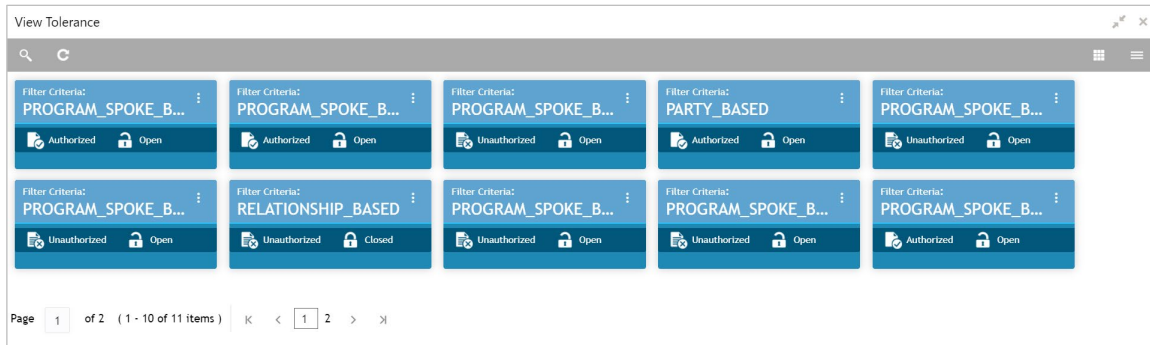 View Tolerance
Filter Criteria: Filter Criteria: Filter Criteria: Filter Criteria: Filter Criteria:
PROGRAM_SPOKE_B... PROGRAM_SPOKE_B... PROGRAM_SPOKE_B... PARTY_BASED PROGRAM_SPOKE_B...
Authorized Open Authorized Open Unauthorized Open Authorized Open Unauthorized Open
Filter Criteria: Filter Criteria: Filter Criteria: Filter Criteria: Filter Criteria:
PROGRAM_SPOKE_B... RELATIONSHIP_BASED PROGRAM_SPOKE_B... PROGRAM_SPOKE_B... PROGRAM_SPOKE_B...
Unauthorized Open Unauthorized Closed Unauthorized Open Unauthorized Open Authorized Open
Page 1 of 2 ( 1 - 10 of 11 items ) 1 2